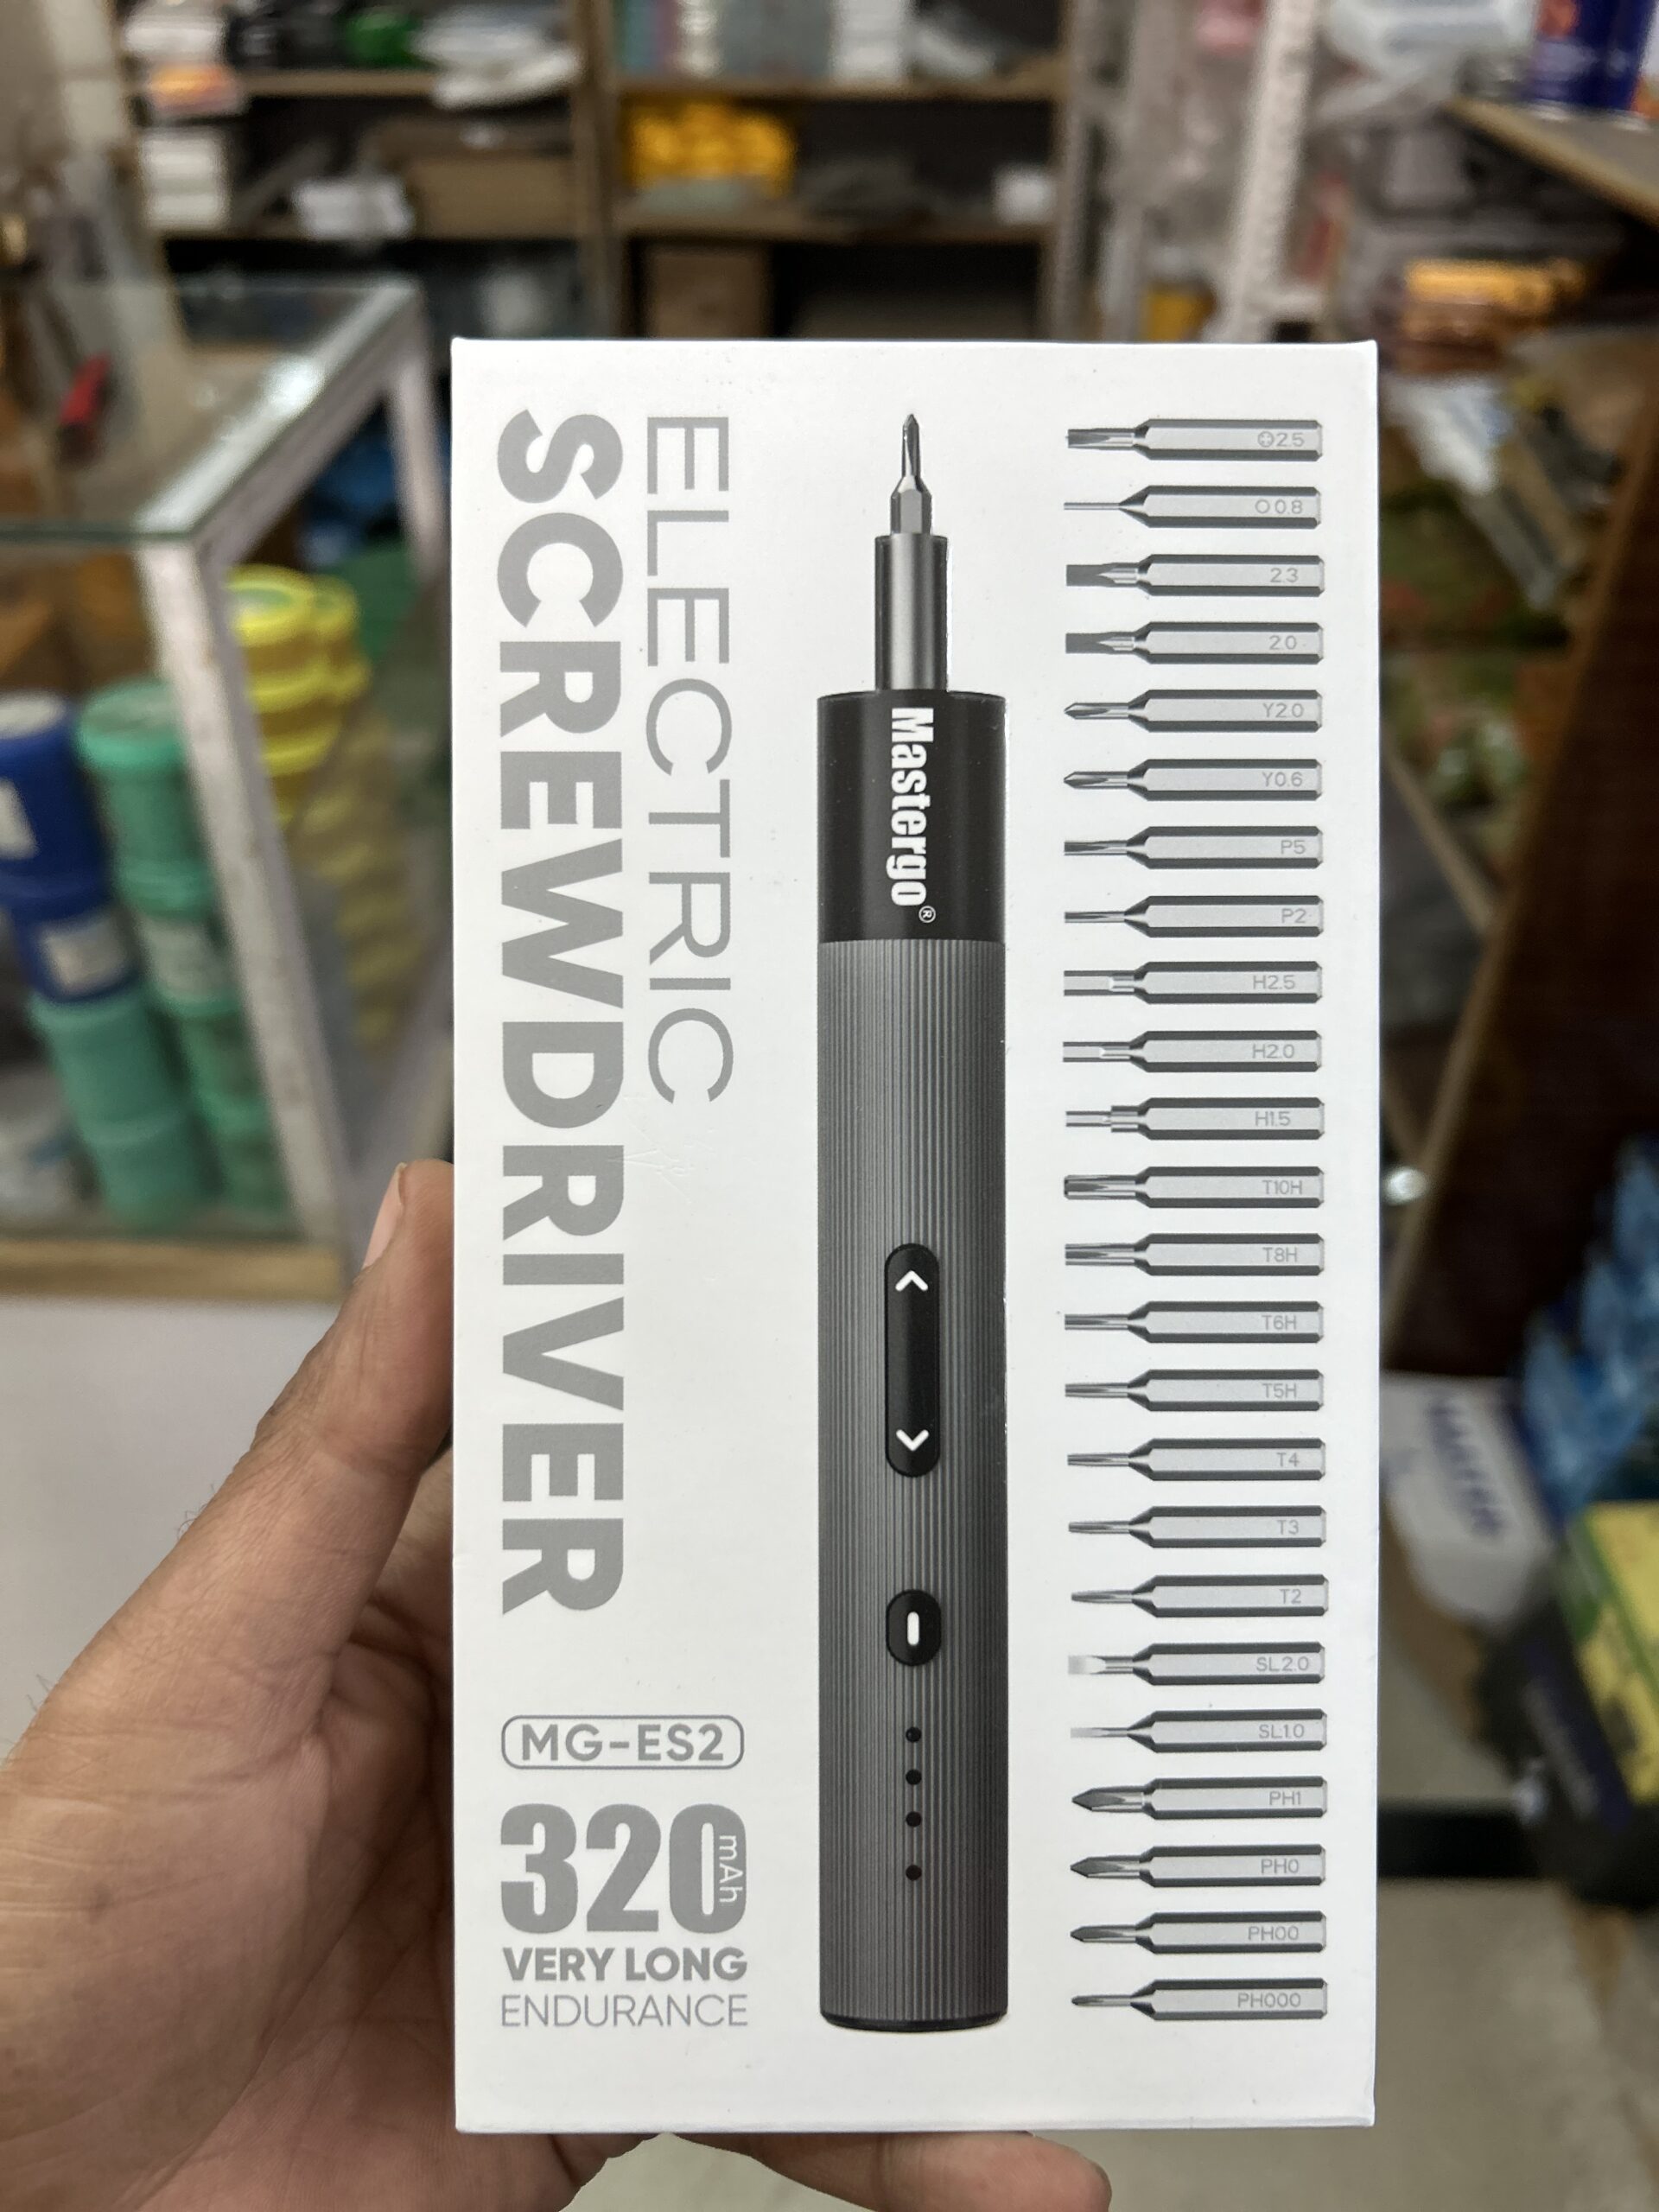 ELECTRIC
SCREWDRIVER
MG-ES2
320 mAh
VERY LONG
ENDURANCE
Mastergo®
2.5
0.8
2.3
2.0
Y2.0
Y0.6
P5
P2
H2.5
H2.0
H1.5
T10H
T8H
T6H
T5H
T4
T3
T2
SL2.0
SL1.0
PH1
PH0
PH00
PH000